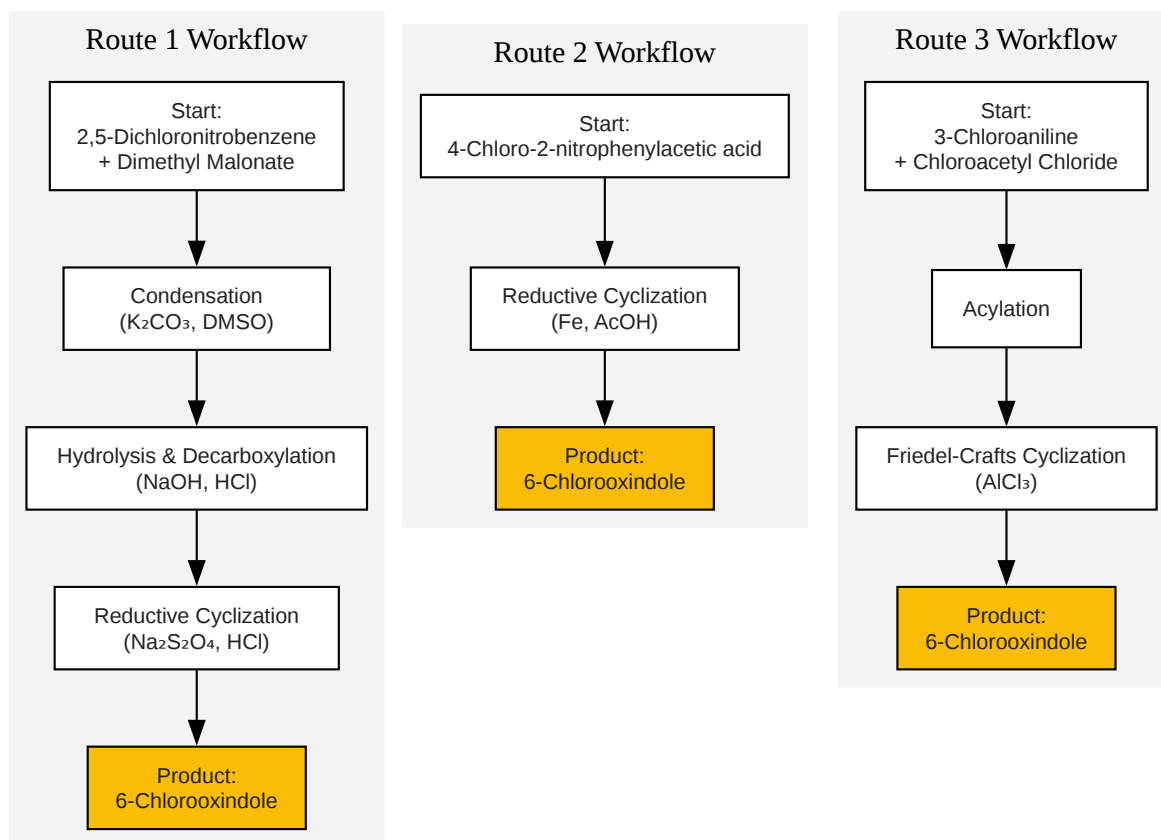 Route 1 Workflow
Start:
2,5-Dichloronitrobenzene
+ Dimethyl Malonate
Condensation
(K₂CO₃, DMSO)
Hydrolysis & Decarboxylation
(NaOH, HCl)
Reductive Cyclization
(Na₂S₂O₄, HCl)
Product:
6-Chlorooxindole
Route 2 Workflow
Start:
4-Chloro-2-nitrophenylacetic acid
Reductive Cyclization
(Fe, AcOH)
Product:
6-Chlorooxindole
Route 3 Workflow
Start:
3-Chloroaniline
+ Chloroacetyl Chloride
Acylation
Friedel-Crafts Cyclization
(AlCl₃)
Product:
6-Chlorooxindole